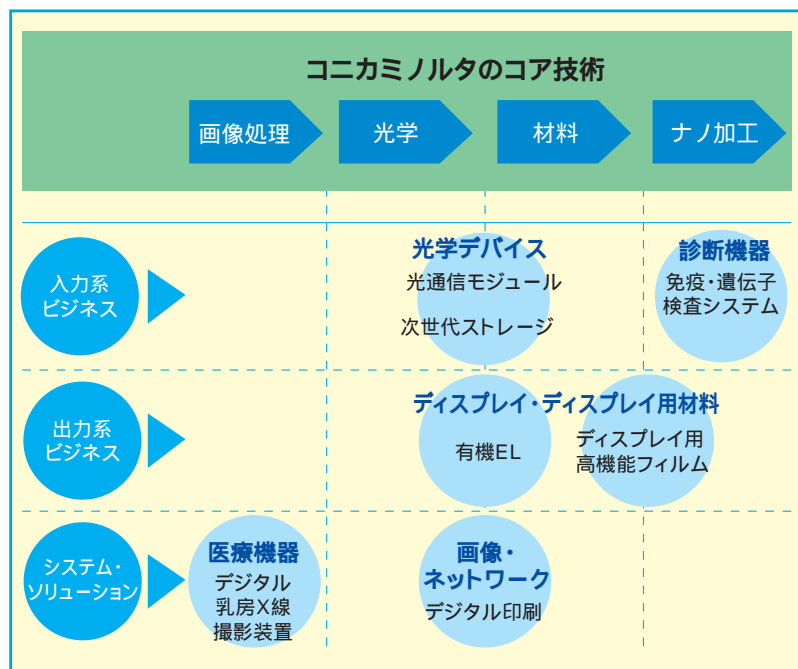 コニカミノルタのコア技術
画像処理
光学
材料
ナノ加工
入力系
ビジネス
光学デバイス
光通信モジュール
次世代ストレージ
診断機器
免疫・遺伝子
検査システム
出力系
ビジネス
ディスプレイ・ディスプレイ用材料
有機EL
ディスプレイ用
高機能フィルム
システム・
ソリューション
医療機器
デジタル
乳房X線
撮影装置
画像・
ネットワーク
デジタル印刷